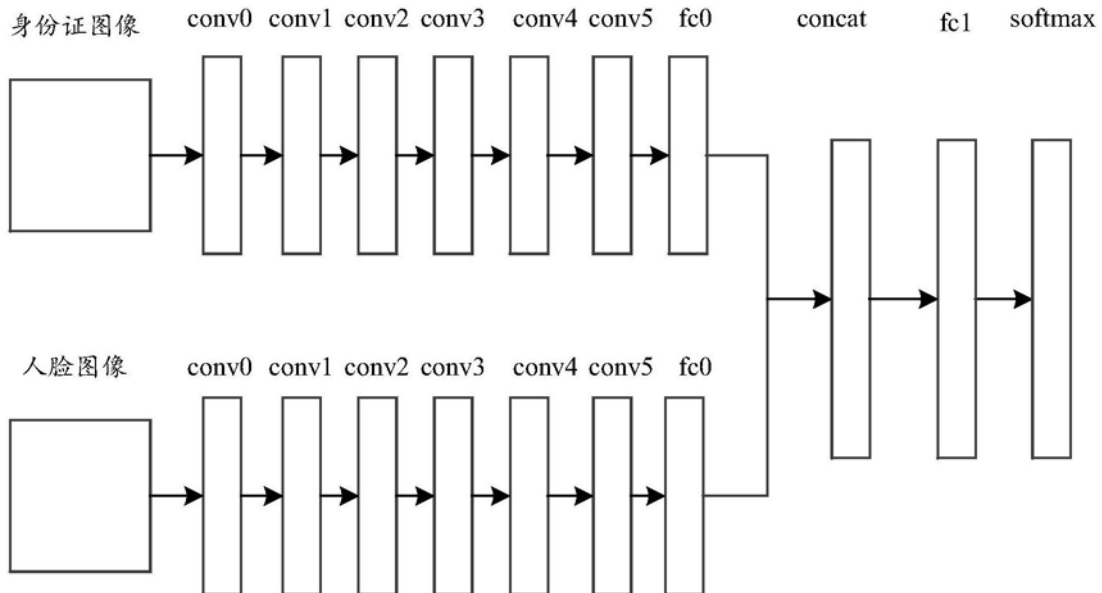 身份证图像 conv0 conv1 conv2 conv3 conv4 conv5 fc0 concat fc1 softmax
人脸图像 conv0 conv1 conv2 conv3 conv4 conv5 fc0